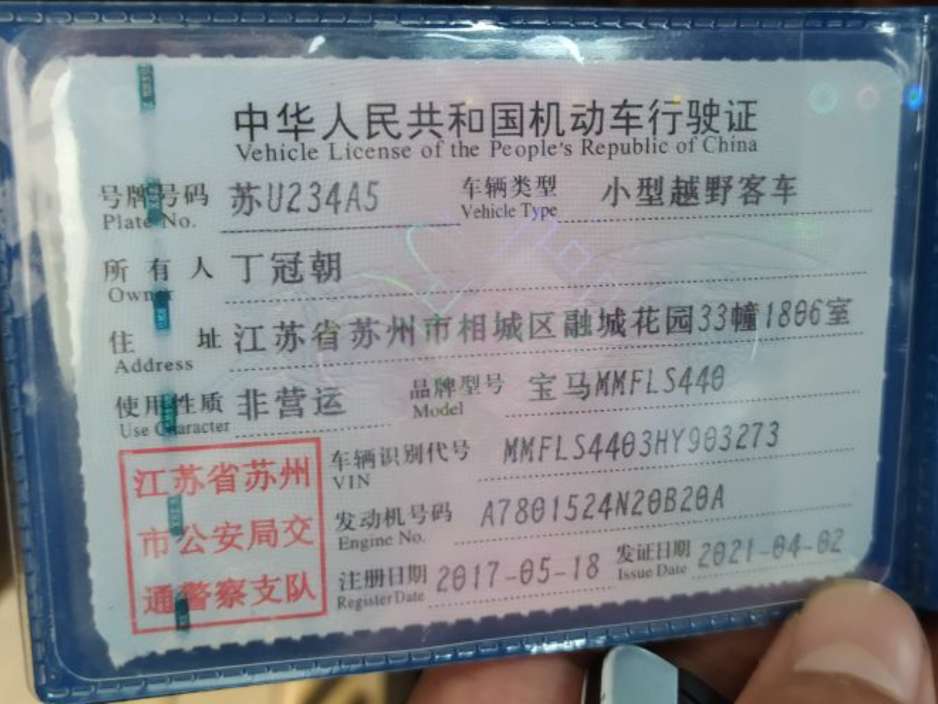 中华人民共和国机动车行驶证
Vehicle License of the People's Republic of China
号牌号码 苏U234A5 车辆类型 小型越野客车
Plate No. Vehicle Type
所有人 丁冠朝
Owner
住址 江苏省苏州市相城区融城花园33幢1806室
Address
使用性质 非营运 品牌型号 宝马MMFLS440
Use Character Model
江苏省苏州
市公安局交
通警察支队
车辆识别代号 MMFLS4403HY903273
VIN
发动机号码 A7801524N20B20A
Engine No.
注册日期 2017-05-18 发证日期 2021-04-02
Register Date Issue Date